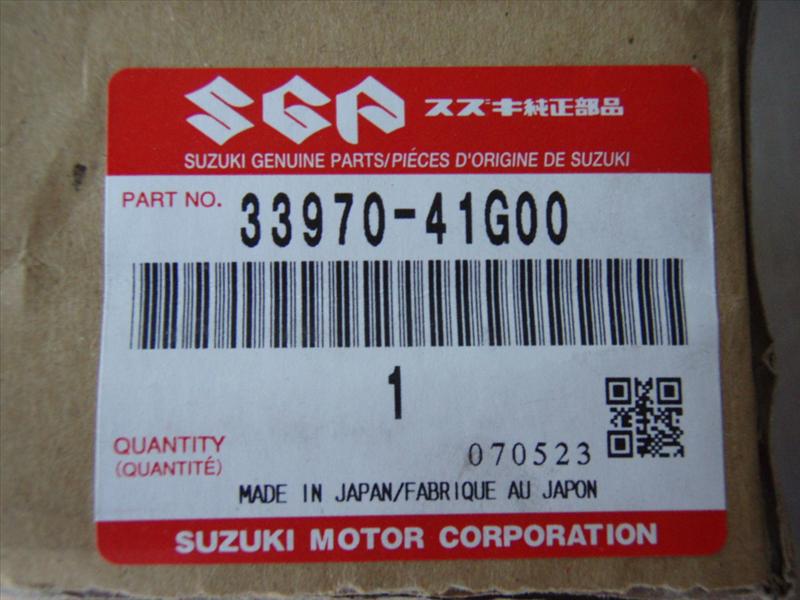 SGP スズキ純正部品
SUZUKI GENUINE PARTS/PIÉCES D'ORIGINE DE SUZUKI
PART NO. 33970-41G00
1
QUANTITY
(QUANTITÉ)
070523
MADE IN JAPAN/FABRIQUE AU JAPON
SUZUKI MOTOR CORPORATION